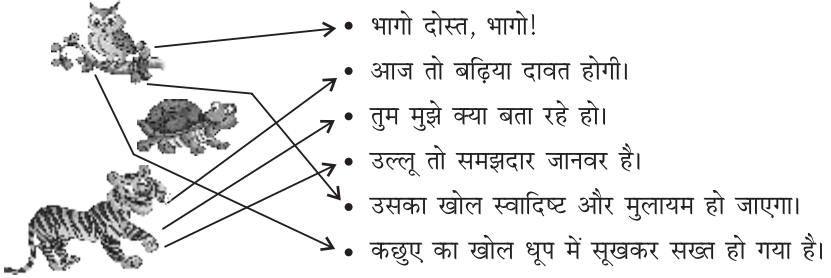 • भागो दोस्त, भागो!
• आज तो बढ़िया दावत होगी।
• तुम मुझे क्या बता रहे हो।
• उल्लू तो समझदार जानवर है।
• उसका खोल स्वादिष्ट और मुलायम हो जाएगा।
• कछुए का खोल धूप में सूखकर सख्त हो गया है।